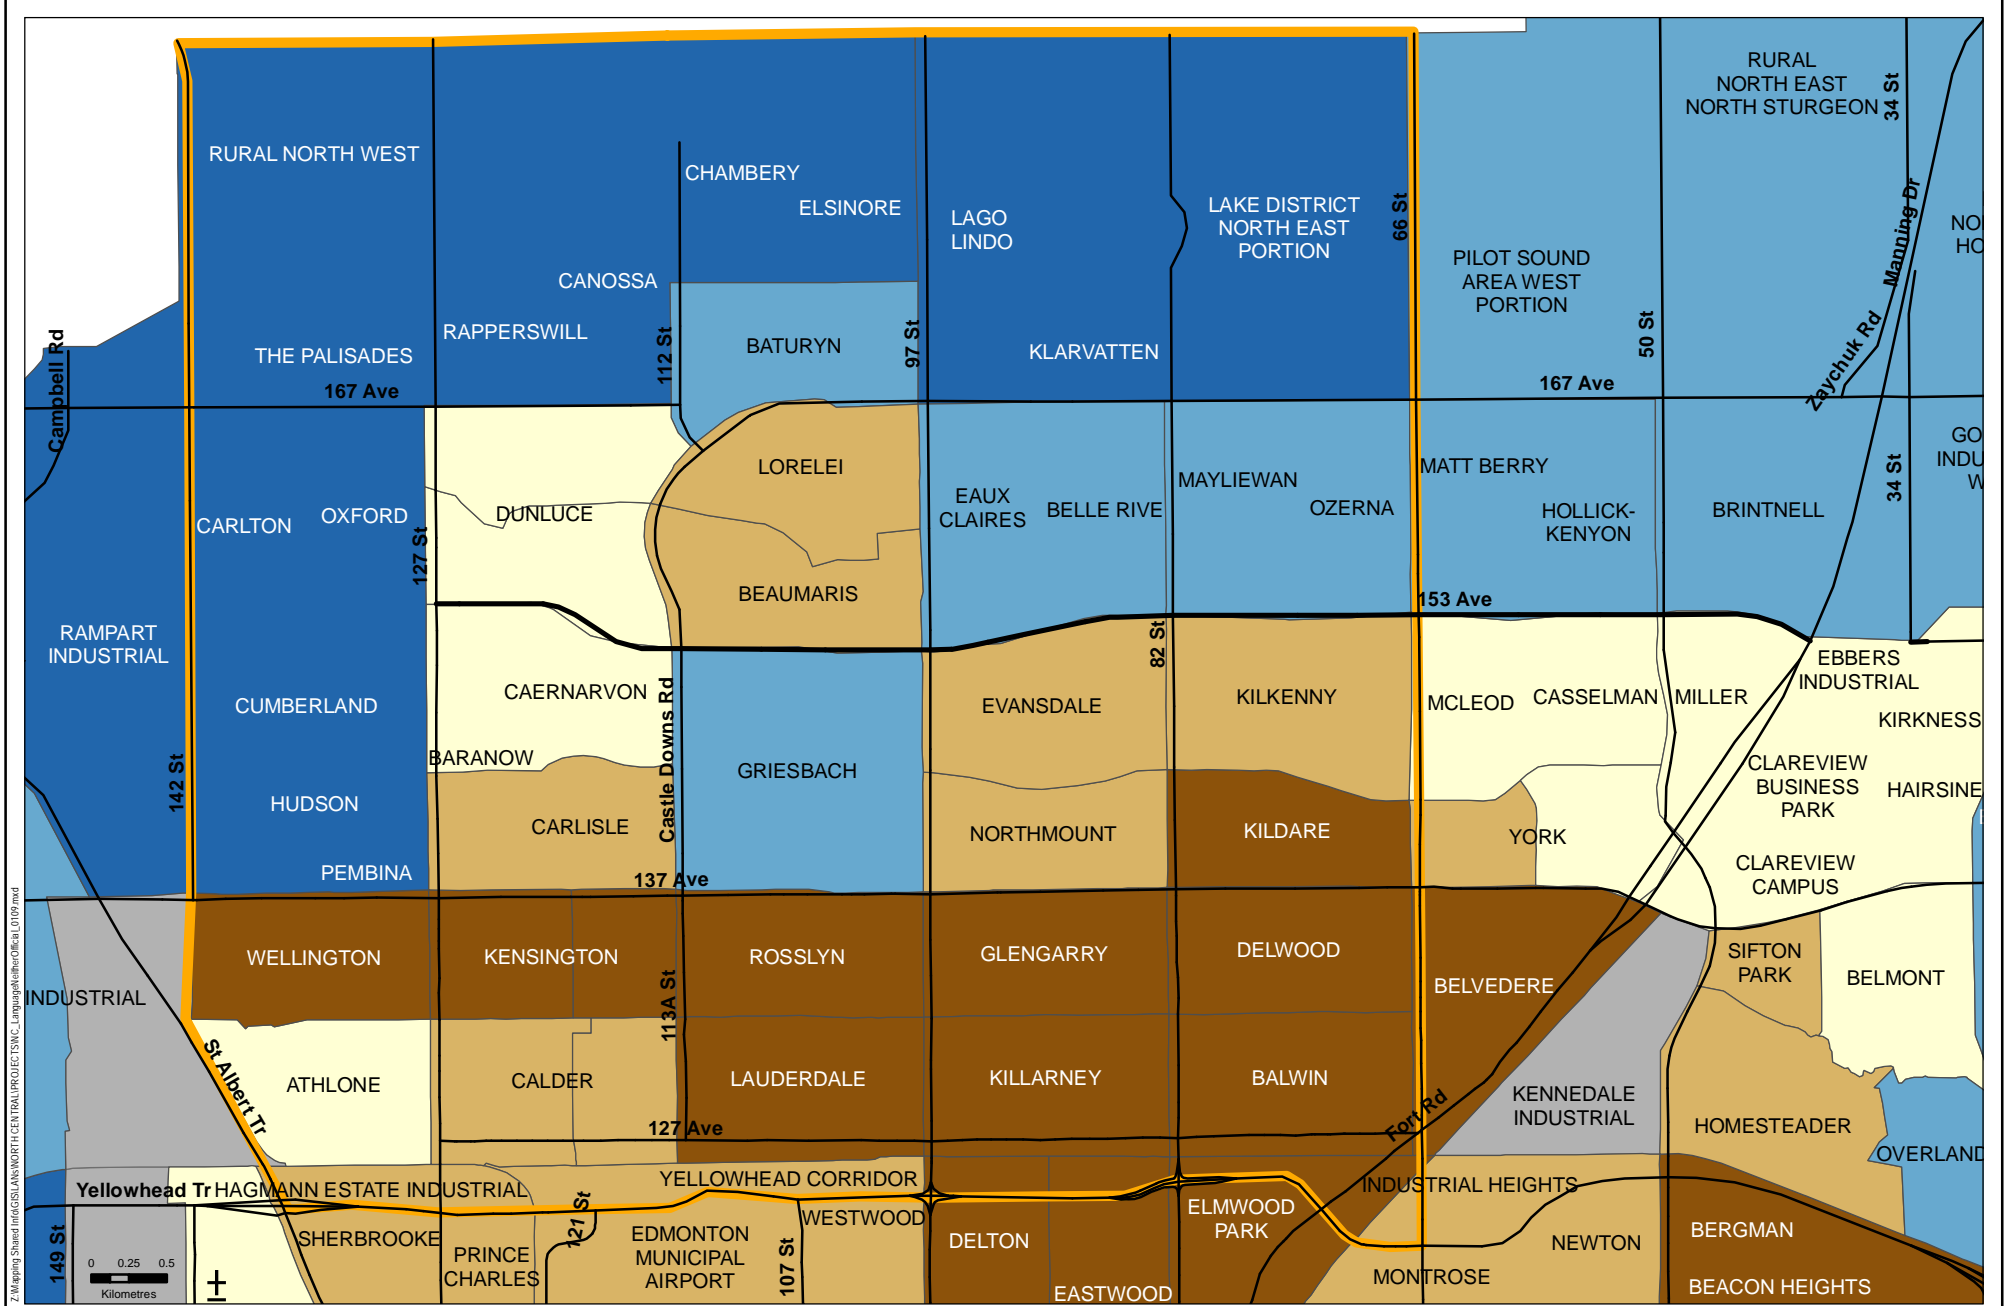 RURAL
NORTH EAST
NORTH STURGEON
34 St
RURAL NORTH WEST
CHAMBERY
ELSINORE
LAGO
LINDO
LAKE DISTRICT
NORTH EAST
PORTION
66 St
Manning Dr
NO
HO
PILOT SOUND
AREA WEST
PORTION
CANOSSA
RAPPERSWILL
THE PALISADES
112 St
BATURYN
97 St
KLARVATTEN
50 St
Zaychuk Rd
Campbell Rd
167 Ave
167 Ave
LORELEI
MATT BERRY
GO
INDU
W
34 St
CARLTON
OXFORD
127 St
DUNLUCE
EAUX
CLAIRES
BELLE RIVE
MAYLIEWAN
OZERNA
HOLLICK-
KENYON
BRINTNELL
BEAUMARIS
153 Ave
RAMPART
INDUSTRIAL
82 St
EBBERS
INDUSTRIAL
CUMBERLAND
CAERNARVON
Castle Downs Rd
EVANSDALE
KILKENNY
MCLEOD
CASSELMAN
MILLER
KIRKNESS
BARANOW
GRIESBACH
142 St
HUDSON
CLAREVIEW
BUSINESS
PARK
HAIRSINE
CARLISLE
NORTHMOUNT
KILDARE
YORK
PEMBINA
137 Ave
CLAREVIEW
CAMPUS
WELLINGTON
KENSINGTON
ROSSLYN
GLENGARRY
DELWOOD
SIFTON
PARK
BELVEDERE
BELMONT
INDUSTRIAL
113A St
St Albert Tr
ATHLONE
CALDER
LAUDERDALE
KILLARNEY
BALWIN
KENNEDALE
INDUSTRIAL
Fort Rd
127 Ave
HOMESTEADER
OVERLAND
Yellowhead Tr
HAGMANN ESTATE INDUSTRIAL
YELLOWHEAD CORRIDOR
INDUSTRIAL HEIGHTS
149 St
SHERBROOKE
PRINCE
CHARLES
121 St
EDMONTON
MUNICIPAL
AIRPORT
107 St
WESTWOOD
DELTON
ELMWOOD
PARK
NEWTON
BERGMAN
MONTROSE
EASTWOOD
BEACON HEIGHTS
0 0.25 0.5
Kilometres